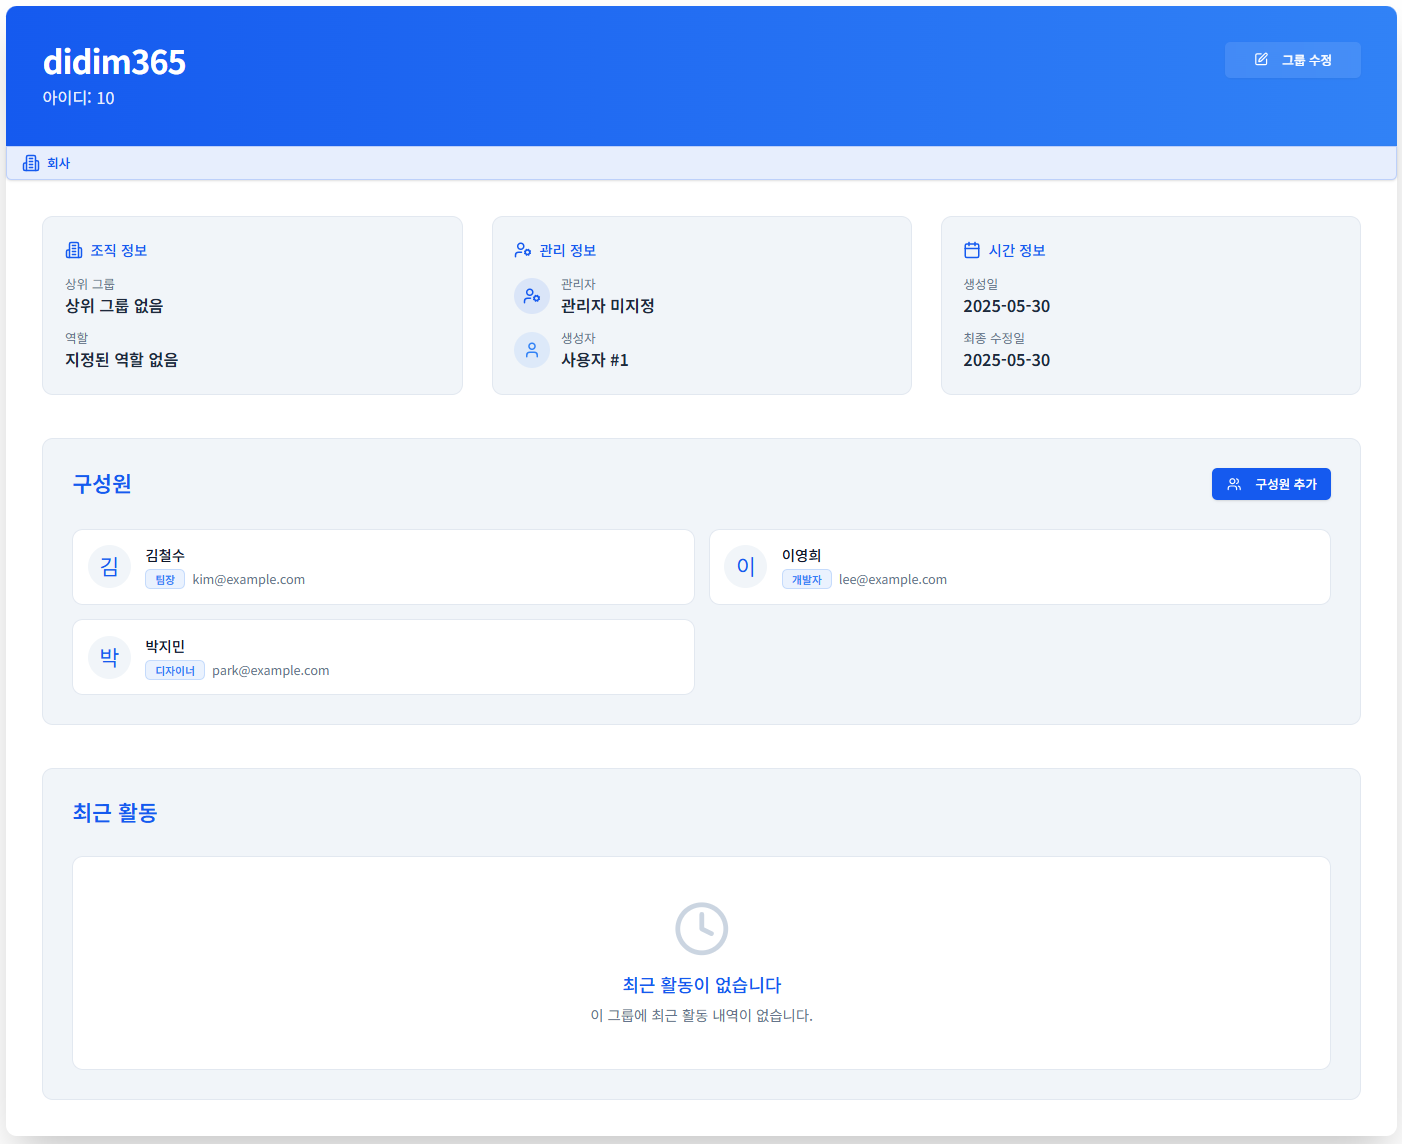 didim365
아이디: 10
그룹 수정
회사
조직 정보
상위 그룹
상위 그룹 없음
역할
지정된 역할 없음
관리 정보
관리자
관리자 미지정
생성자
사용자 #1
시간 정보
생성일
2025-05-30
최종 수정일
2025-05-30
구성원
구성원 추가
김
김철수
팀장 kim@example.com
이
이영희
개발자 lee@example.com
박
박지민
디자이너 park@example.com
최근 활동
최근 활동이 없습니다
이 그룹에 최근 활동 내역이 없습니다.